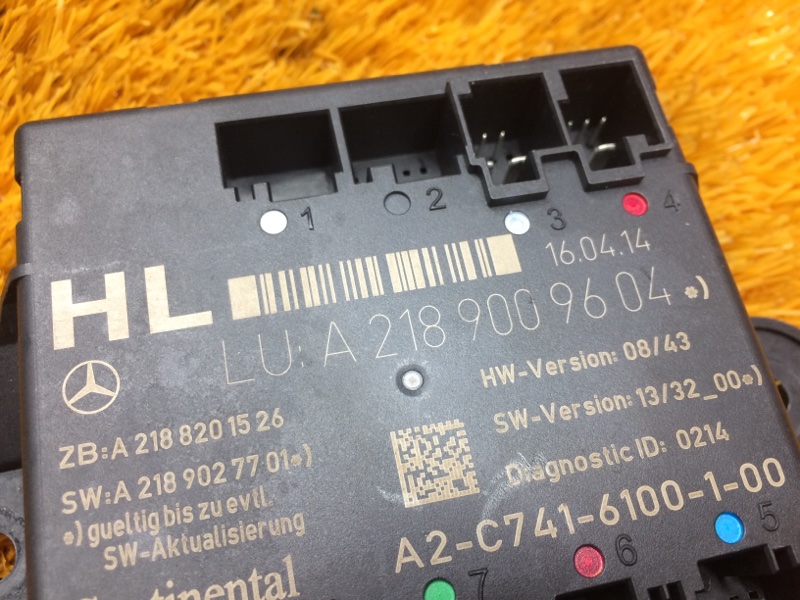 1 2 3 4
HL
16.04.14
LU: A 218 900 96 04 *)
HW-Version: 08/43
SW-Version: 13/32_00*)
Diagnostic ID: 0214
ZB:A 218 820 15 26
SW:A 218 902 77 01*)
*) gueltig bis zu evtl.
SW-Aktualisierung
A2-C741-6100-1-00
Continental
7 6 5